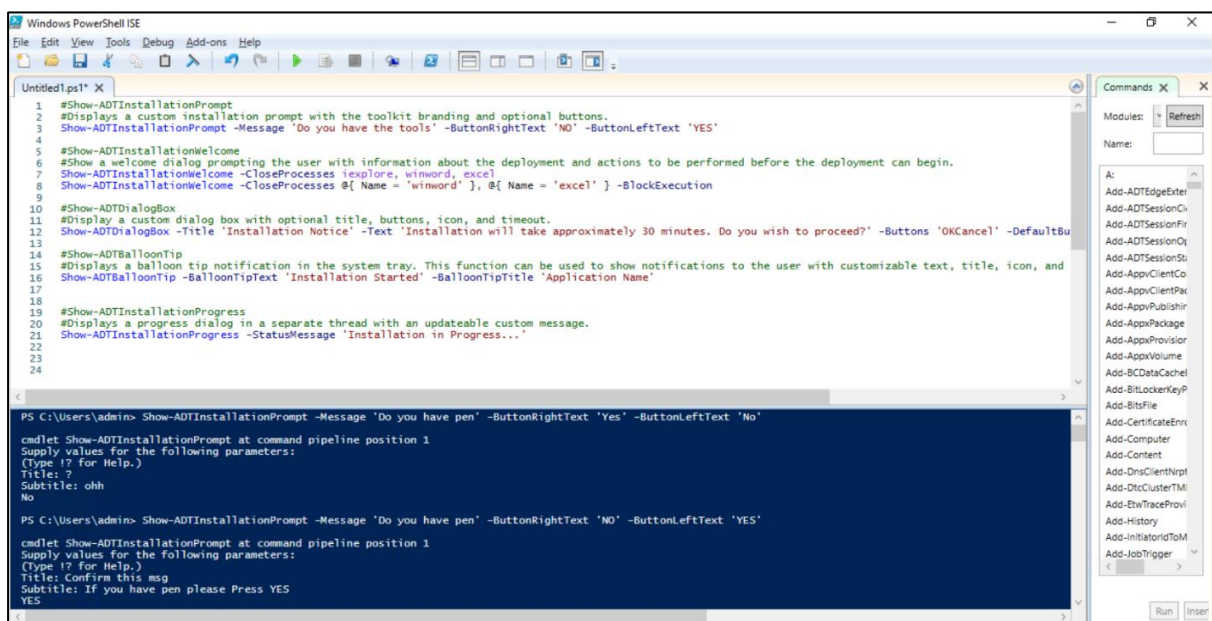 Windows PowerShell ISE
File Edit View Tools Debug Add-ons Help
Untitled1.ps1* X
1 #Show-ADTInstallationPrompt
2 #Displays a custom installation prompt with the toolkit branding and optional buttons.
3 Show-ADTInstallationPrompt -Message 'Do you have the tools' -ButtonRightText 'NO' -ButtonLeftText 'YES'
4
5 #Show-ADTInstallationWelcome
6 #Show a welcome dialog prompting the user with information about the deployment and actions to be performed before the deployment can begin.
7 Show-ADTInstallationWelcome -CloseProcesses iexplore, winword, excel
8 Show-ADTInstallationWelcome -CloseProcesses @{ Name = 'winword' }, @{ Name = 'excel' } -BlockExecution
9
10 #Show-ADTDialogBox
11 #Display a custom dialog box with optional title, buttons, icon, and timeout.
12 Show-ADTDialogBox -Title 'Installation Notice' -Text 'Installation will take approximately 30 minutes. Do you wish to proceed?' -Buttons 'OKCancel' -DefaultBu
13
14 #Show-ADTBalloonTip
15 #Displays a balloon tip notification in the system tray. This function can be used to show notifications to the user with customizable text, title, icon, and
16 Show-ADTBalloonTip -BalloonTipText 'Installation Started' -BalloonTipTitle 'Application Name'
17
18
19 #Show-ADTInstallationProgress
20 #Displays a progress dialog in a separate thread with an updateable custom message.
21 Show-ADTInstallationProgress -StatusMessage 'Installation in Progress...'
22
23
24
PS C:\Users\admin> Show-ADTInstallationPrompt -Message 'Do you have pen' -ButtonRightText 'Yes' -ButtonLeftText 'No'
cmdlet Show-ADTInstallationPrompt at command pipeline position 1
Supply values for the following parameters:
(Type !? for Help.)
Title: ?
Subtitle: ohh
No
PS C:\Users\admin> Show-ADTInstallationPrompt -Message 'Do you have pen' -ButtonRightText 'NO' -ButtonLeftText 'YES'
cmdlet Show-ADTInstallationPrompt at command pipeline position 1
Supply values for the following parameters:
(Type !? for Help.)
Title: Confirm this msg
Subtitle: If you have pen please Press YES
YES
Commands X
Modules: Refresh
Name:
A:
Add-ADTEdgeExter
Add-ADTSessionCl
Add-ADTSessionFir
Add-ADTSessionOp
Add-ADTSessionSta
Add-AppvClientCo
Add-AppvClientPac
Add-AppvPublishin
Add-AppxPackage
Add-AppxProvision
Add-AppxVolume
Add-BCDataCacheE
Add-BitLockerKeyP
Add-BitsFile
Add-CertificateEnro
Add-Computer
Add-Content
Add-DnsClientNrpt
Add-DtcClusterTMM
Add-EtwTraceProvi
Add-History
Add-InitiatorIdToM
Add-JobTrigger
Run Inser